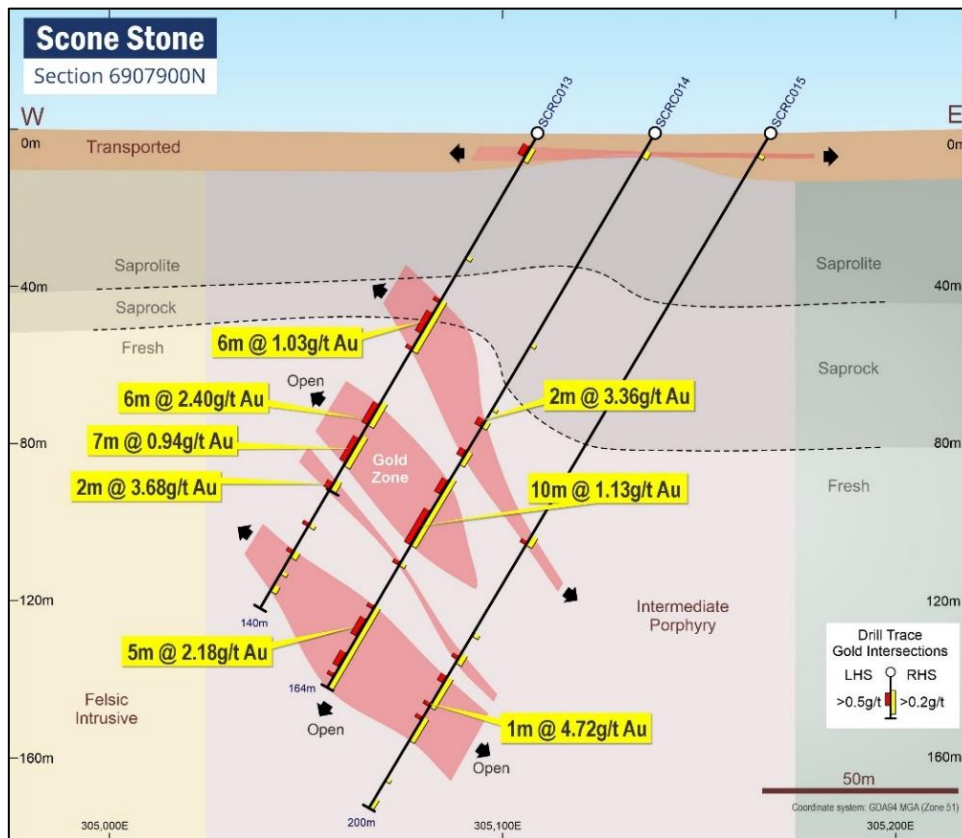 Scone Stone
Section 6907900N
SCRC013
SCRC014
SCRC015
W
E
0m
Transported
0m
Saprolite
Saprolite
40m
40m
Saprock
6m @ 1.03g/t Au
Fresh
Saprock
Open
6m @ 2.40g/t Au
2m @ 3.36g/t Au
7m @ 0.94g/t Au
80m
80m
Gold
Zone
2m @ 3.68g/t Au
10m @ 1.13g/t Au
Fresh
120m
120m
140m
Intermediate
Porphyry
5m @ 2.18g/t Au
164m
Felsic
Intrusive
Open
1m @ 4.72g/t Au
Open
Drill Trace
Gold Intersections
LHS
RHS
>0.5g/t
>0.2g/t
160m
160m
50m
Coordinate system: GDA94 MGA (Zone 51)
200m
305,000E
305,100E
305,200E